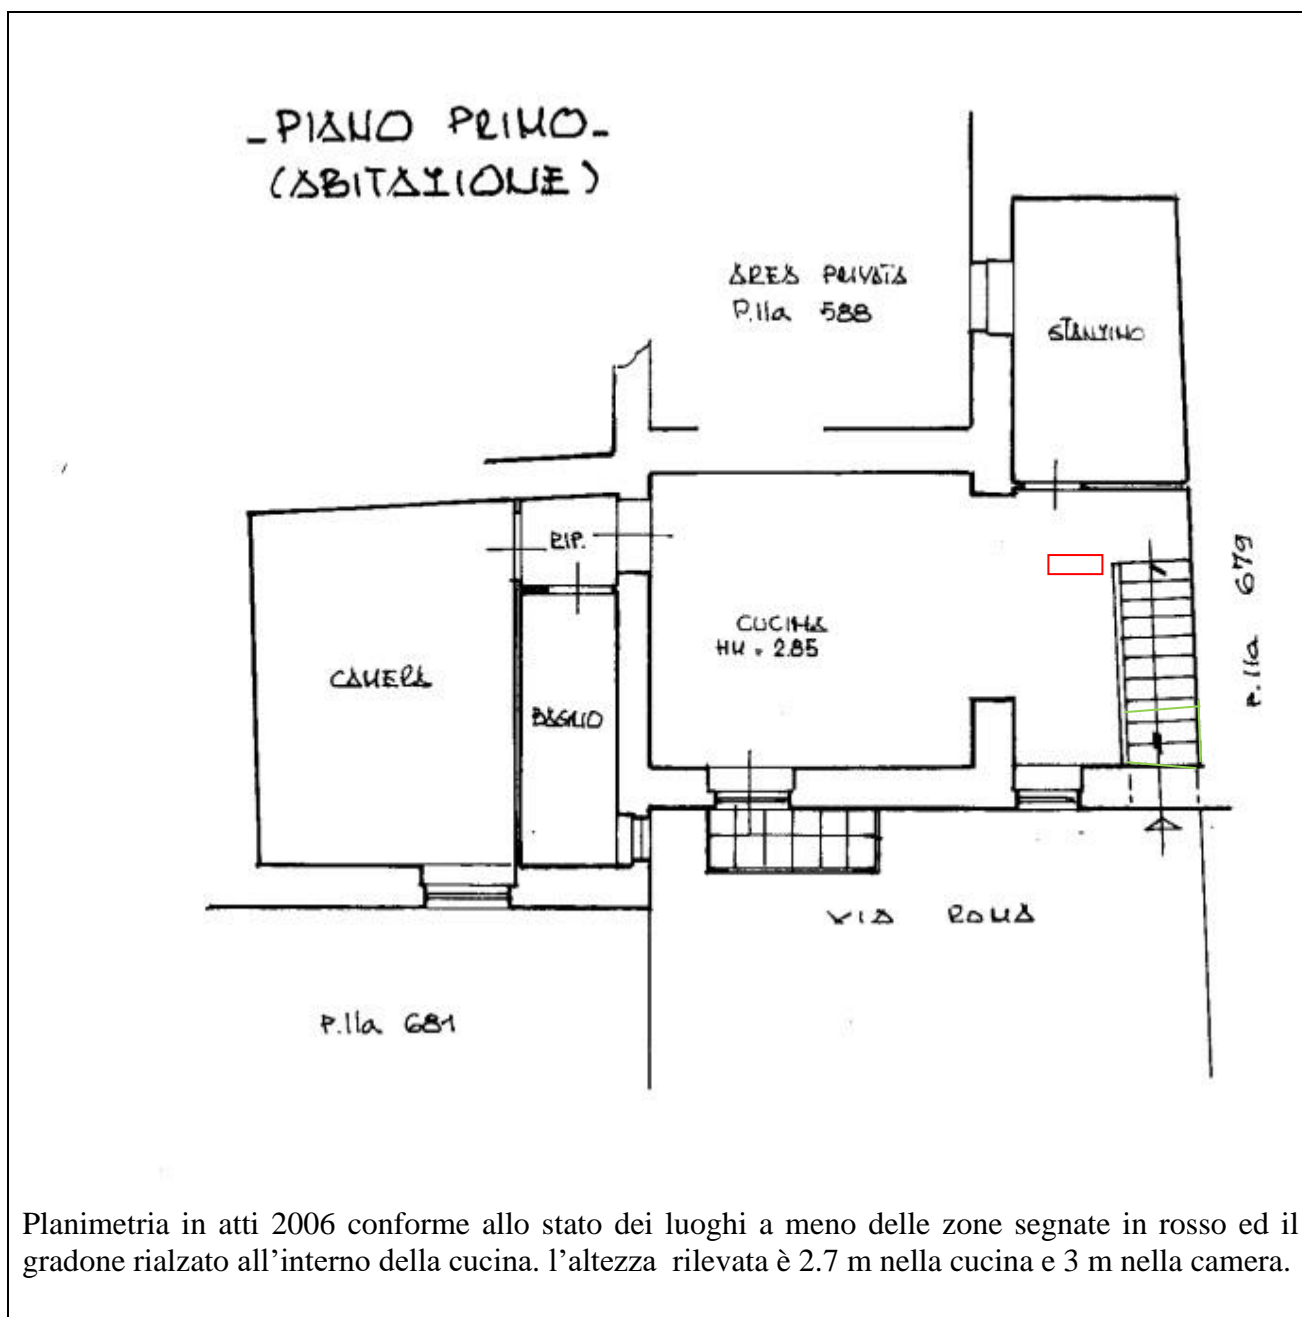 - PIANO PRIMO -
(ABITAZIONE)
AREA PRIVATA
P.lla 588
STANZINO
RIP.
CUCINA
HM = 2.85
CAMERA
BAGNO
P.lla 679
VIA ROMA
P.lla 681
Planimetria in atti 2006 conforme allo stato dei luoghi a meno delle zone segnate in rosso ed il
gradone rialzato all’interno della cucina. l’altezza rilevata è 2.7 m nella cucina e 3 m nella camera.